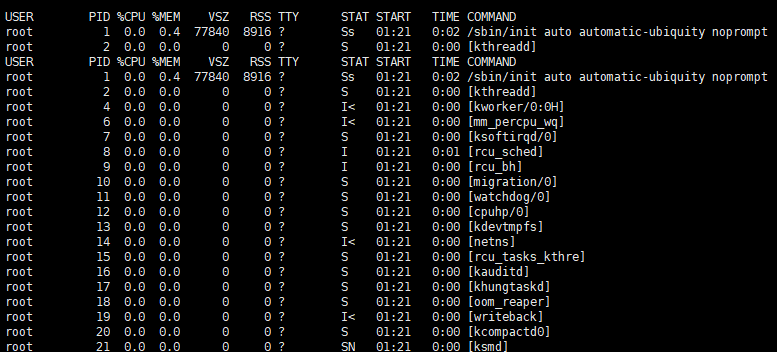 USER        PID %CPU %MEM    VSZ   RSS TTY      STAT START   TIME COMMAND
root          1  0.0  0.4  77840  8916 ?        Ss   01:21   0:02 /sbin/init auto automatic-ubiquity noprompt
root          2  0.0  0.0      0     0 ?        S    01:21   0:00 [kthreadd]
USER        PID %CPU %MEM    VSZ   RSS TTY      STAT START   TIME COMMAND
root          1  0.0  0.4  77840  8916 ?        Ss   01:21   0:02 /sbin/init auto automatic-ubiquity noprompt
root          2  0.0  0.0      0     0 ?        S    01:21   0:00 [kthreadd]
root          4  0.0  0.0      0     0 ?        I<   01:21   0:00 [kworker/0:0H]
root          6  0.0  0.0      0     0 ?        I<   01:21   0:00 [mm_percpu_wq]
root          7  0.0  0.0      0     0 ?        S    01:21   0:00 [ksoftirqd/0]
root          8  0.0  0.0      0     0 ?        I    01:21   0:01 [rcu_sched]
root          9  0.0  0.0      0     0 ?        I    01:21   0:00 [rcu_bh]
root         10  0.0  0.0      0     0 ?        S    01:21   0:00 [migration/0]
root         11  0.0  0.0      0     0 ?        S    01:21   0:00 [watchdog/0]
root         12  0.0  0.0      0     0 ?        S    01:21   0:00 [cpuhp/0]
root         13  0.0  0.0      0     0 ?        S    01:21   0:00 [kdevtmpfs]
root         14  0.0  0.0      0     0 ?        I<   01:21   0:00 [netns]
root         15  0.0  0.0      0     0 ?        S    01:21   0:00 [rcu_tasks_kthre]
root         16  0.0  0.0      0     0 ?        S    01:21   0:00 [kauditd]
root         17  0.0  0.0      0     0 ?        S    01:21   0:00 [khungtaskd]
root         18  0.0  0.0      0     0 ?        S    01:21   0:00 [oom_reaper]
root         19  0.0  0.0      0     0 ?        I<   01:21   0:00 [writeback]
root         20  0.0  0.0      0     0 ?        S    01:21   0:00 [kcompactd0]
root         21  0.0  0.0      0     0 ?        SN   01:21   0:00 [ksmd]